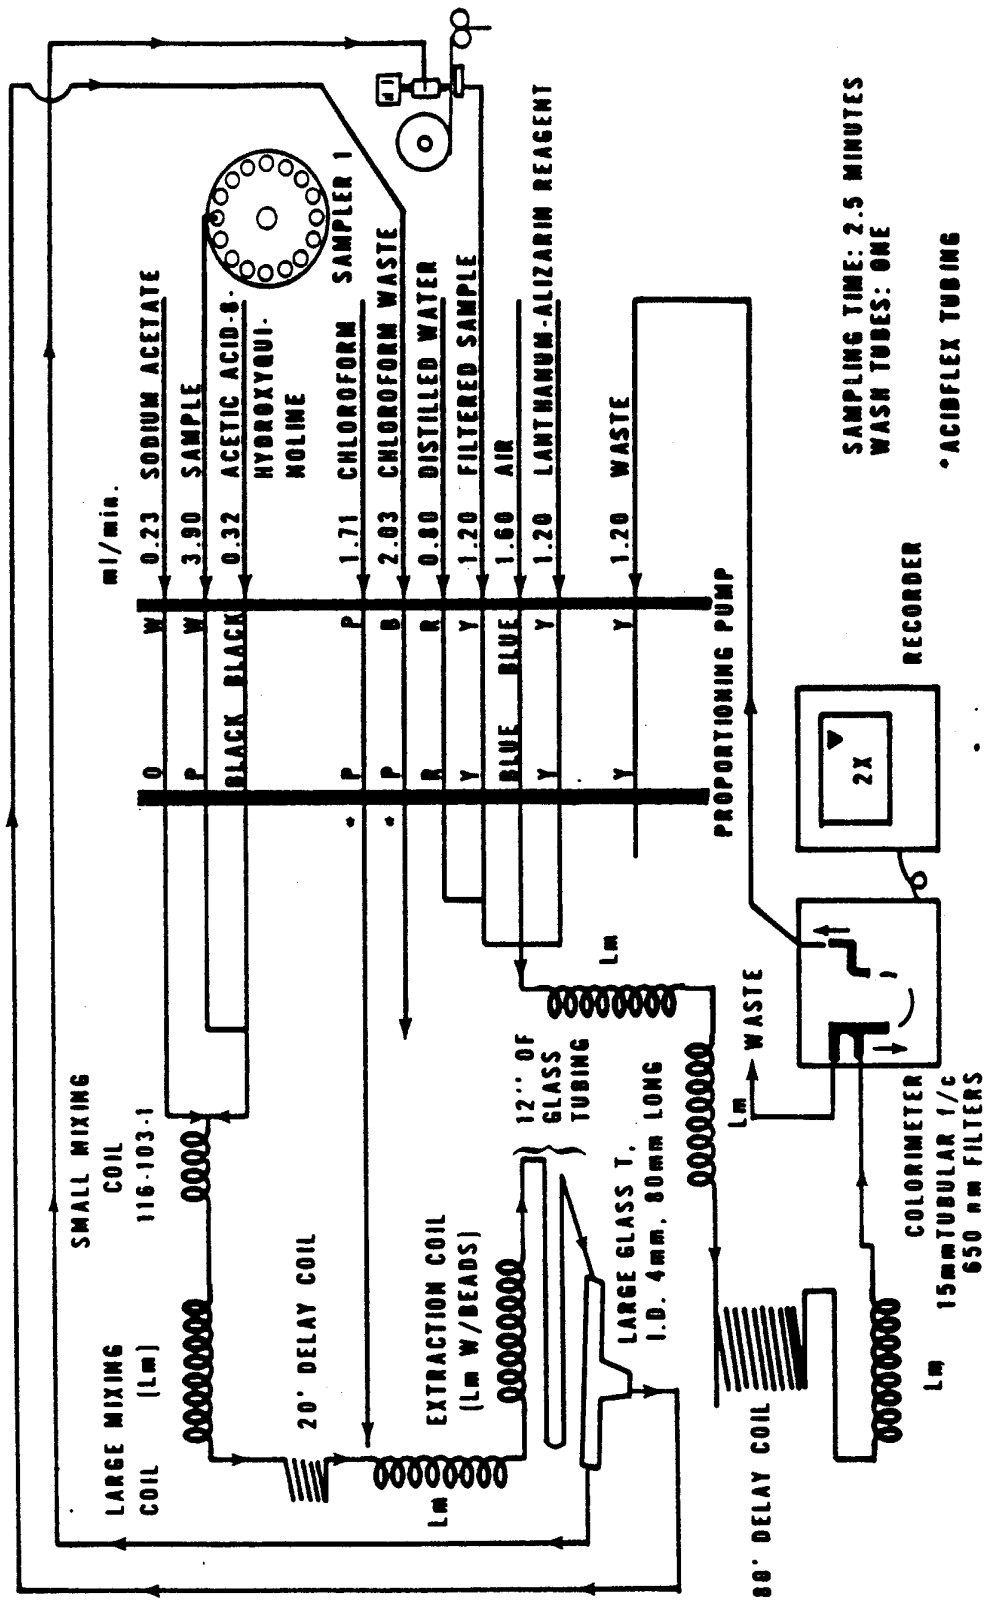 SMALL MIXING
COIL
116-103-1
LARGE MIXING
COIL (Lm)
20' DELAY COIL
EXTRACTION COIL
(Lm W/BEADS)
Lm
12'' OF
GLASS
TUBING
LARGE GLASS T,
I.D. 4mm, 80mm LONG
Lm
Lm
80' DELAY COIL
Lm
WASTE
COLORIMETER
15mm TUBULAR f/c
650 nm FILTERS
RECORDER
2X
PROPORTIONING PUMP
ml/min.
O W 0.23 SODIUM ACETATE
P W 3.90 SAMPLE
BLACK BLACK 0.32 ACETIC ACID-8-
HYDROXYQUI-
NOLINE
SAMPLER 1
* P P 1.71 CHLOROFORM
* P B 2.03 CHLOROFORM WASTE
R R 0.80 DISTILLED WATER
Y Y 1.20 FILTERED SAMPLE
BLUE BLUE 1.60 AIR
Y Y 1.20 LANTHANUM-ALIZARIN REAGENT
Y Y 1.20 WASTE
SAMPLING TIME: 2.5 MINUTES
WASH TUBES: ONE
*ACIDFLEX TUBING